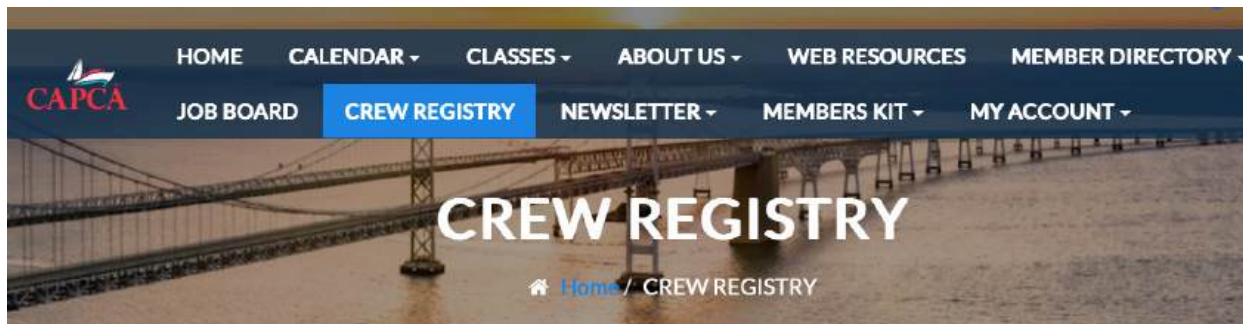 HOME CALENDAR CLASSES ABOUT US WEB RESOURCES MEMBER DIRECTORY
CAPCA
JOB BOARD CREW REGISTRY NEWSLETTER MEMBERS KIT MY ACCOUNT
CREW REGISTRY
Home / CREW REGISTRY